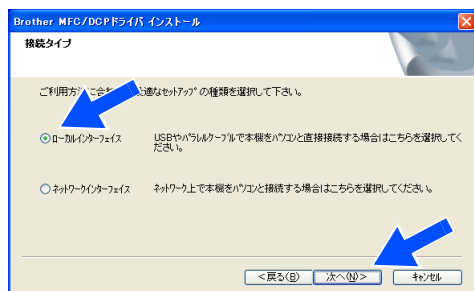 Brother MFC/DCPドライバ インストール
接続タイプ
ご利用方法に合わ 適なセットアップの種類を選択して下さい。
ローカルインターフェイス USBやパラレルケーブルで本機をパソコンと直接接続する場合はこちらを選択してく
ださい。
ネットワークインターフェイス ネットワーク上で本機をパソコンと接続する場合はこちらを選択してください。
<戻る(B) 次へ(N)> キャンセル